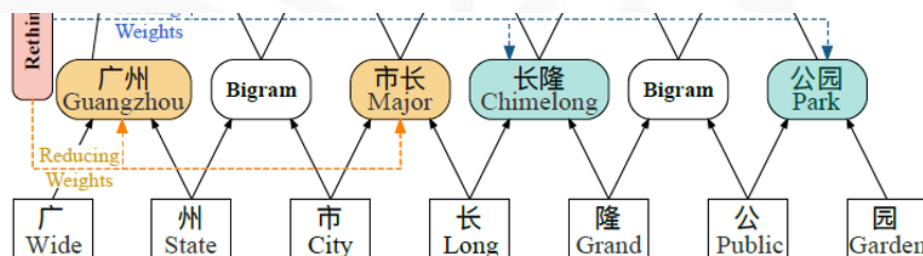 Rethin
Weights
广州
Guangzhou
Bigram
市长
Major
长隆
Chimelong
Bigram
公园
Park
Reducing
Weights
广
Wide
州
State
市
City
长
Long
隆
Grand
公
Public
园
Garden